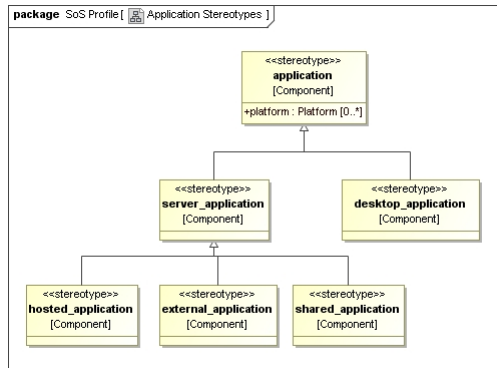 package SoS Profile [ Application Stereotypes ]
<<stereotype>>
application
[Component]
+platform : Platform [0..*]
<<stereotype>>
server_application
[Component]
<<stereotype>>
desktop_application
[Component]
<<stereotype>>
hosted_application
[Component]
<<stereotype>>
external_application
[Component]
<<stereotype>>
shared_application
[Component]